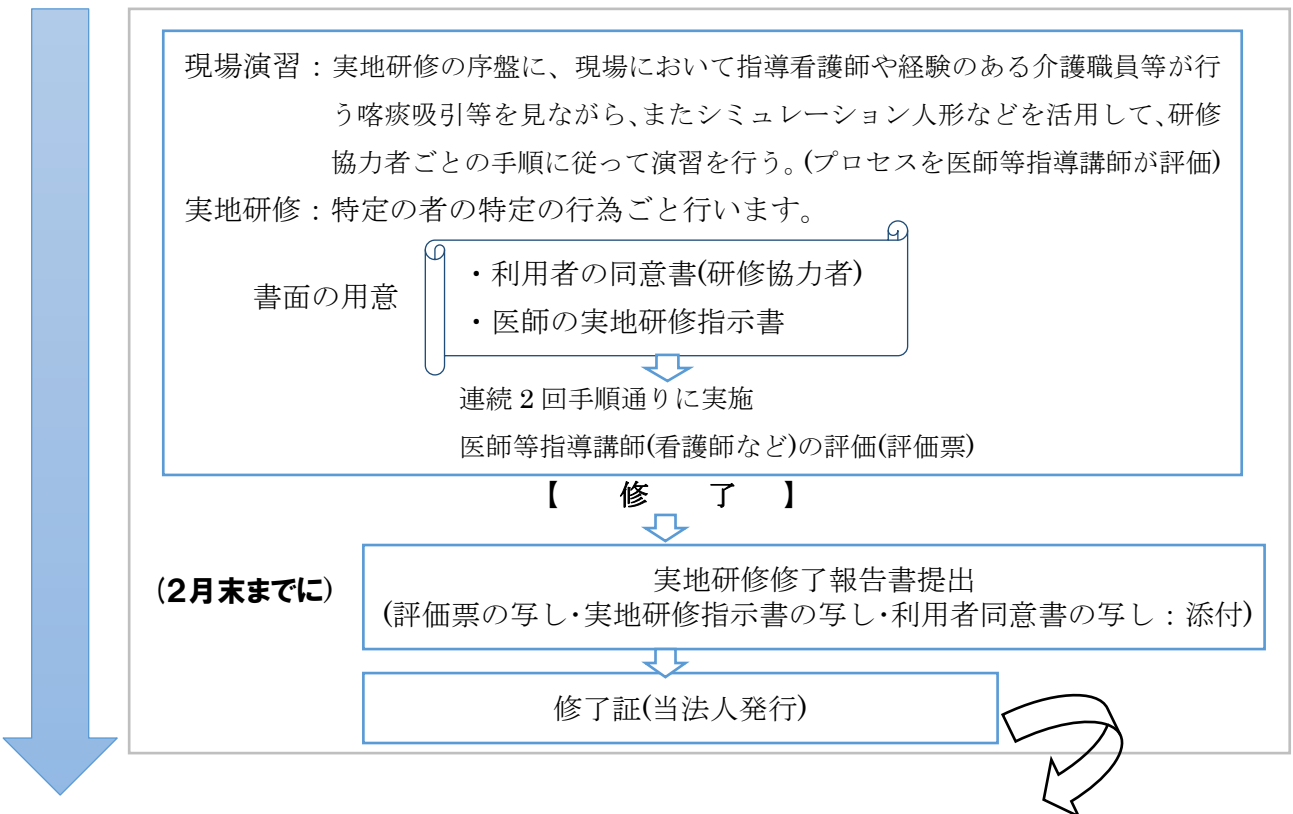 現場演習：実地研修の序盤に、現場において指導看護師や経験のある介護職員等が行
う喀痰吸引等を見ながら、またシミュレーション人形などを活用して、研修
協力者ごとの手順に従って演習を行う。(プロセスを医師等指導講師が評価)
実地研修：特定の者の特定の行為ごと行います。
書面の用意
・利用者の同意書(研修協力者)
・医師の実地研修指示書
連続 2 回手順通りに実施
医師等指導講師(看護師など)の評価(評価票)
【　修　了　】
(2月末までに)
実地研修修了報告書提出
(評価票の写し・実地研修指示書の写し・利用者同意書の写し：添付)
修了証(当法人発行)